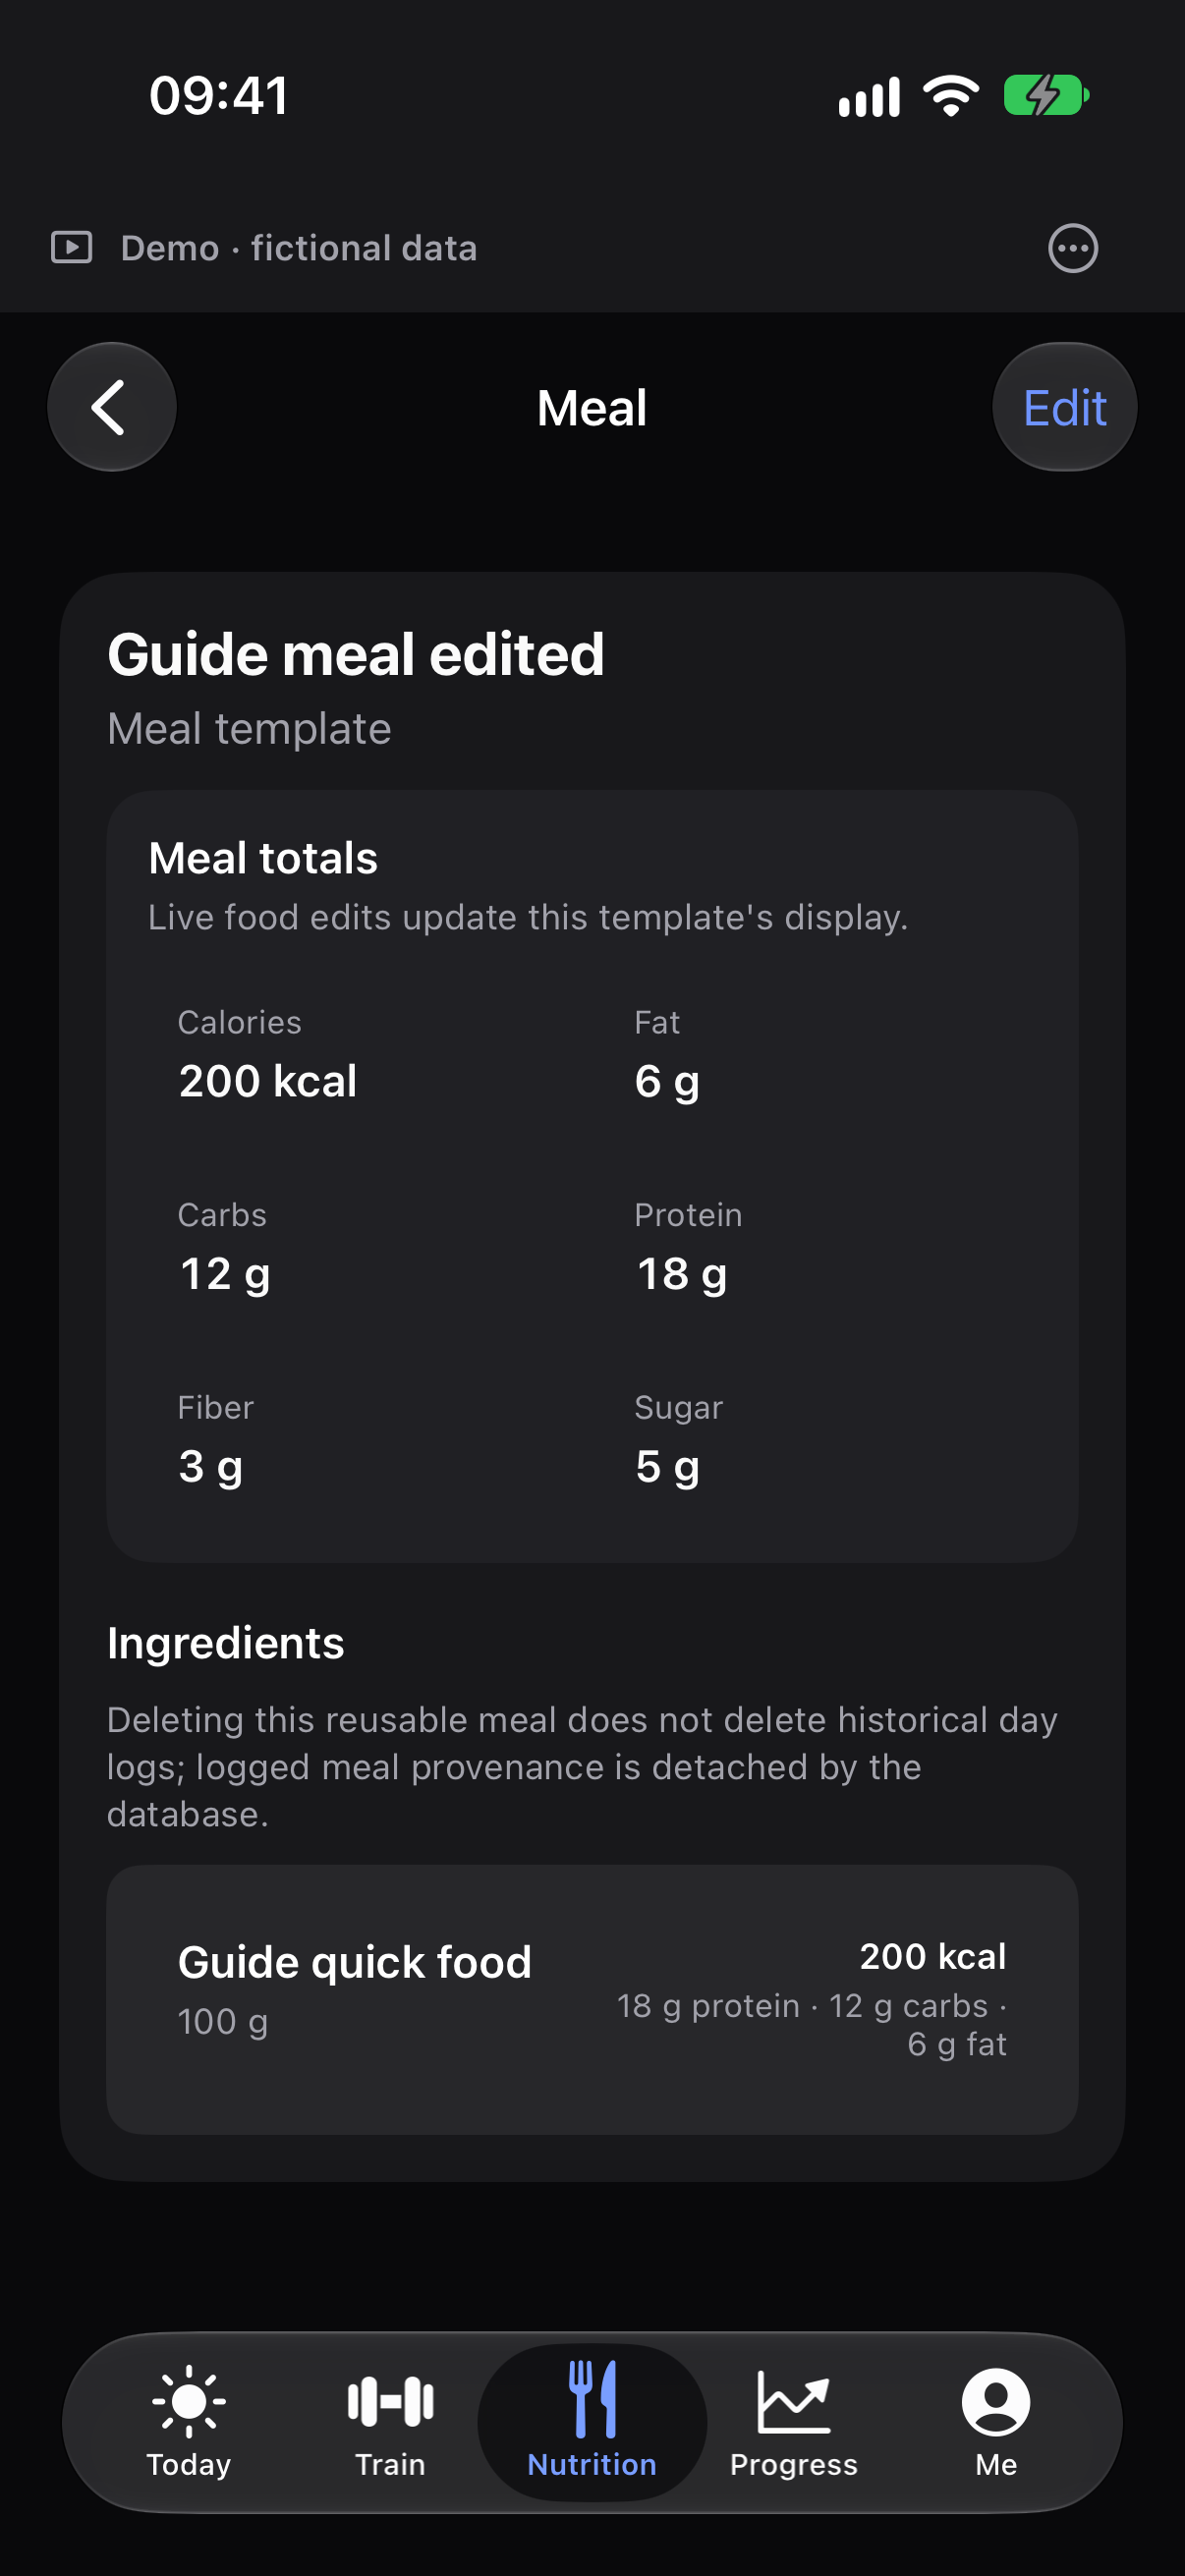 09:41
Demo · fictional data
Meal
Edit
Guide meal edited
Meal template
Meal totals
Live food edits update this template's display.
Calories
200 kcal
Fat
6 g
Carbs
12 g
Protein
18 g
Fiber
3 g
Sugar
5 g
Ingredients
Deleting this reusable meal does not delete historical day
logs; logged meal provenance is detached by the
database.
Guide quick food
100 g
200 kcal
18 g protein · 12 g carbs ·
6 g fat
Today
Train
Nutrition
Progress
Me